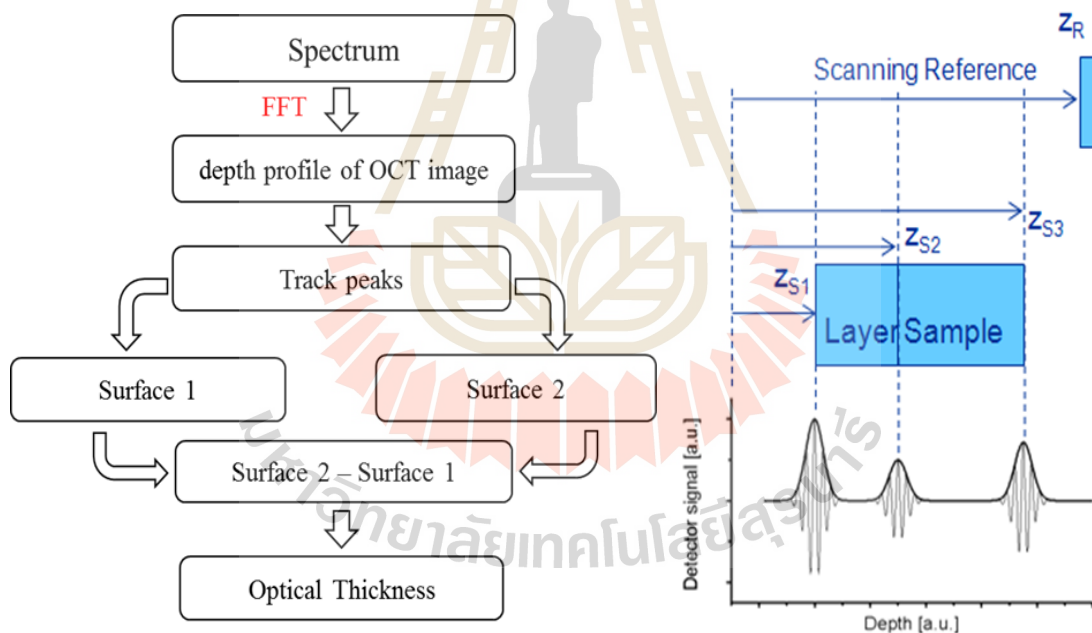 Spectrum
FFT
depth profile of OCT image
Track peaks
Surface 1
Surface 2
Surface 2 – Surface 1
Optical Thickness
Z_R
Scanning Reference
Z_S3
Z_S2
Z_S1
Layer Sample
Detector signal [a.u.]
Depth [a.u.]
มหาวิทยาลัยเทคโนโลยีสุรนารี